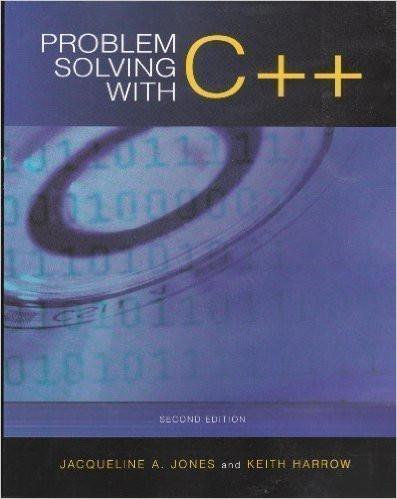 PROBLEM
SOLVING
WITH C++
SECOND EDITION
JACQUELINE A. JONES and KEITH HARROW